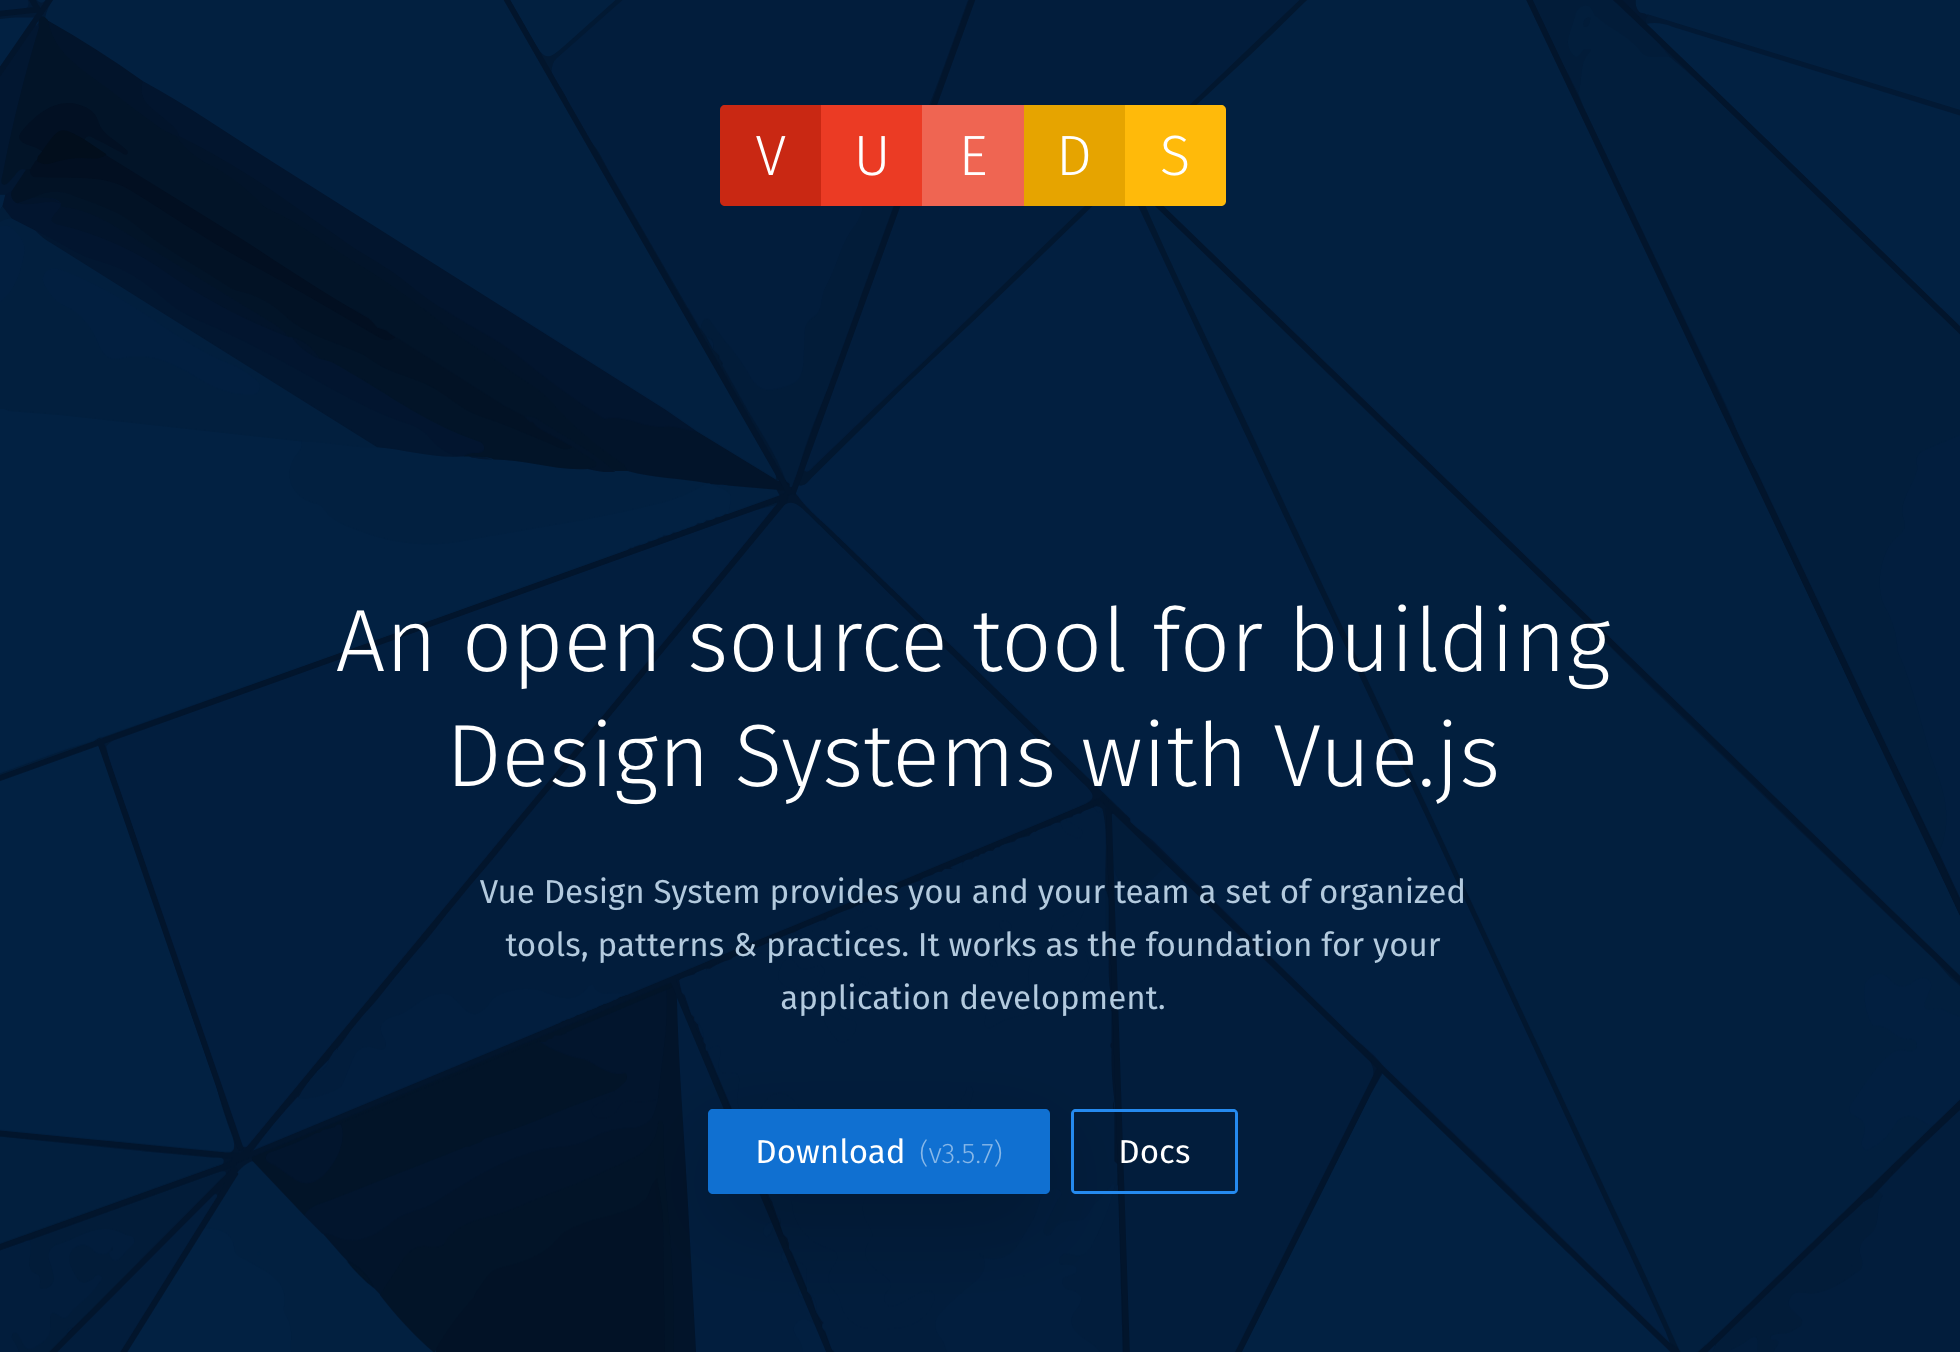 VUEDS
An open source tool for building
Design Systems with Vue.js
Vue Design System provides you and your team a set of organized
tools, patterns & practices. It works as the foundation for your
application development.
Download (v3.5.7) Docs